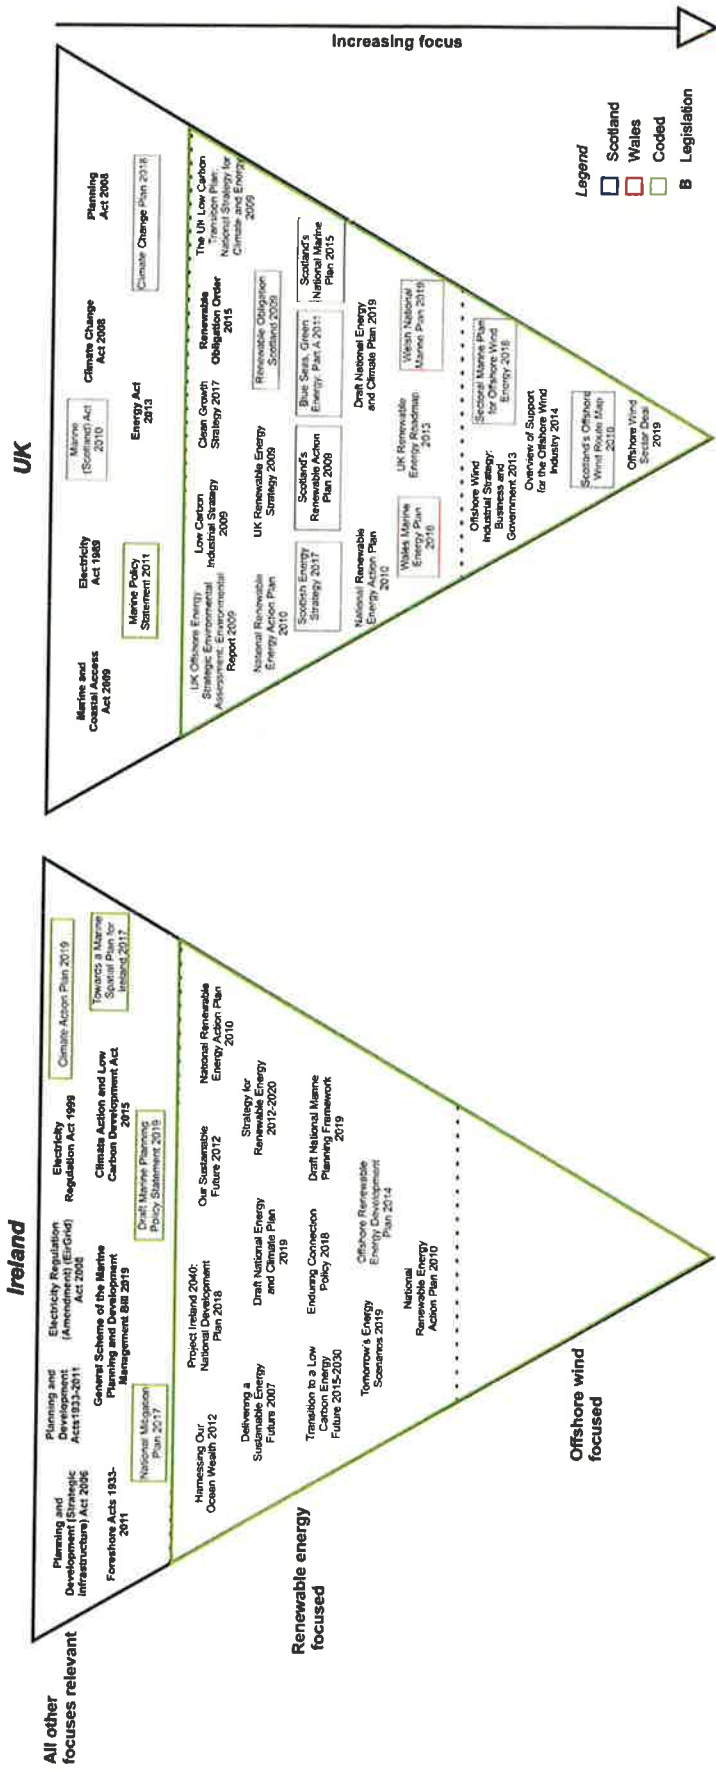 Ireland
All other
focuses relevant
Planning and
Development (Strategic
Infrastructure) Act 2006
Planning and
Development
Acts1933-2011
Electricity Regulation
(Amendment) (EirGrid)
Act 2008
Electricity
Regulation Act 1999
Climate Action Plan 2019
Foreshore Acts 1933-
2011
General Scheme of the Marine
Planning and Development
Management Bill 2019
Climate Action and Low
Carbon Development Act
2015
Towards a Marine
Spatial Plan for
Ireland 2017
National Mitigation
Plan 2017
Draft Marine Planning
Policy Statement 2019
Renewable energy
focused
Harnessing Our
Ocean Wealth 2012
Project Ireland 2040:
National Development
Plan 2018
Our Sustainable
Future 2012
National Renewable
Energy Action Plan
2010
Delivering a
Sustainable Energy
Future 2007
Draft National Energy
and Climate Plan
2019
Strategy for
Renewable Energy
2012-2020
Transition to a Low
Carbon Energy
Future 2015-2030
Enduring Connection
Policy 2018
Draft National Marine
Planning Framework
2019
Tomorrow's Energy
Scenarios 2019
Offshore Renewable
Energy Development
Plan 2014
National
Renewable Energy
Action Plan 2010
Offshore wind
focused
UK
Marine and
Coastal Access
Act 2009
Electricity
Act 1989
Marine
(Scotland) Act
2010
Climate Change
Act 2008
Planning
Act 2008
Marine Policy
Statement 2011
Energy Act
2013
Climate Change Plan 2018
UK Offshore Energy
Strategic Environmental
Assessment: Environmental
Report 2009
Low Carbon
Industrial Strategy
2009
Clean Growth
Strategy 2017
Renewable
Obligation Order
2015
The UK Low Carbon
Transition Plan:
National Strategy for
Climate and Energy
2009
National Renewable
Energy Action Plan
2010
UK Renewable Energy
Strategy 2009
Renewable Obligation
Scotland 2009
Scottish Energy
Strategy 2017
Scotland's
Renewable Action
Plan 2009
Blue Seas, Green
Energy: Part A 2011
Scotland's
National Marine
Plan 2015
National Renewable
Energy Action Plan
2010
Draft National Energy
and Climate Plan 2019
Wales Marine
Energy Plan
2016
UK Renewable
Energy Roadmap
2013
Welsh National
Marine Plan 2019
Offshore Wind
Industrial Strategy:
Business and
Government 2013
Sectoral Marine Plan
for Offshore Wind
Energy 2018
Overview of Support
for the Offshore Wind
Industry 2014
Scotland's Offshore
Wind Route Map
2010
Offshore Wind
Sector Deal
2019
Increasing focus
Legend
Scotland
Wales
Coded
B Legislation